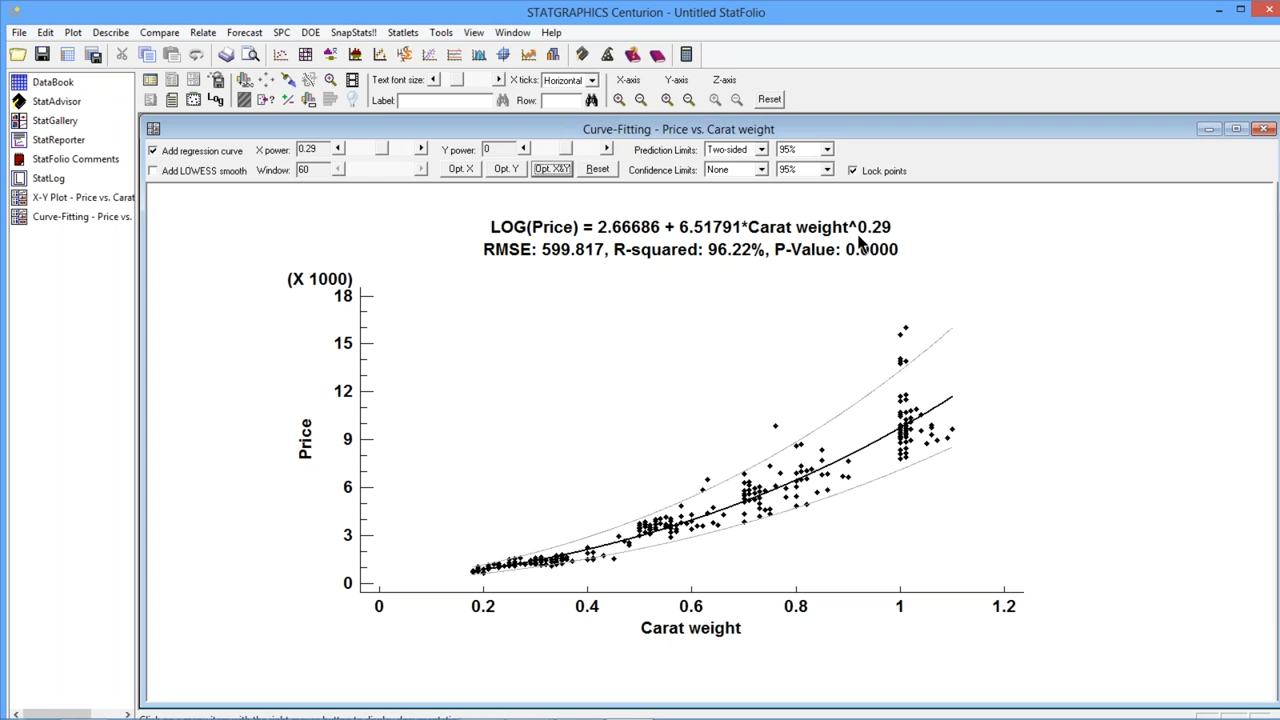 STATGRAPHICS Centurion - Untitled StatFolio
File Edit Plot Describe Compare Relate Forecast SPC DOE SnapStats!! Statlets Tools View Window Help
Text font size: X ticks: Horizontal X-axis Y-axis Z-axis
Log Label: Row: Reset
DataBook
StatAdvisor
StatGallery
StatReporter
StatFolio Comments
StatLog
X-Y Plot - Price vs. Carat
Curve-Fitting - Price vs.
Curve-Fitting - Price vs. Carat weight
Add regression curve X power: 0.29 Y power: 0 Prediction Limits: Two-sided 95%
Add LOWESS smooth Window: 60 Opt. X Opt. Y Opt. X&Y Reset Confidence Limits: None 95% Lock points
LOG(Price) = 2.66686 + 6.51791*Carat weight^0.29
RMSE: 599.817, R-squared: 96.22%, P-Value: 0.0000
(X 1000)
18
15
12
9
6
3
0
Price
0 0.2 0.4 0.6 0.8 1 1.2
Carat weight